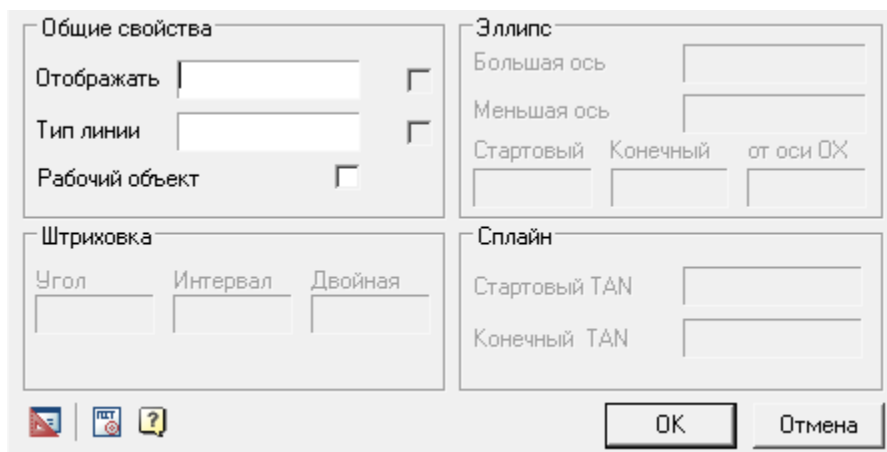 Общие свойства
Отображать
Тип линии
Рабочий объект
Эллипс
Большая ось
Меньшая ось
Стартовый Конечный от оси OX
Штриховка
Угол Интервал Двойная
Сплайн
Стартовый TAN
Конечный TAN
OK Отмена